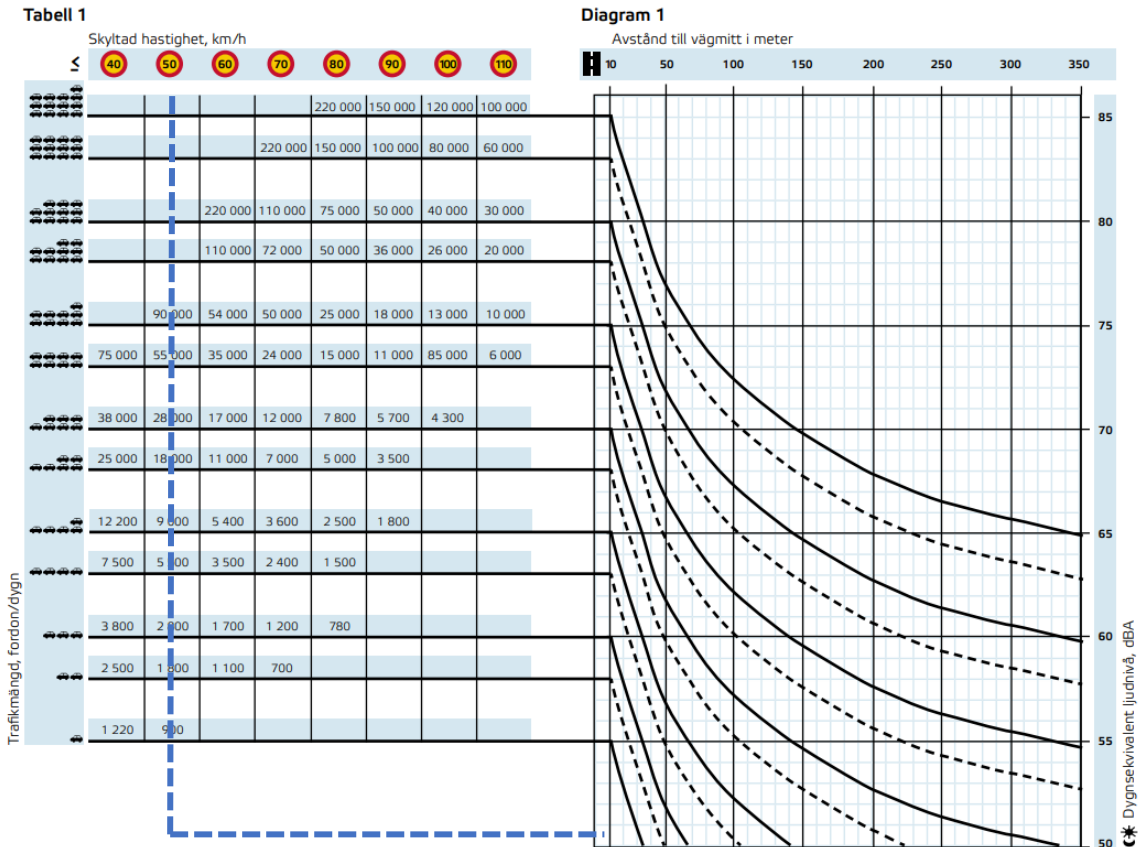 Tabell 1
Diagram 1
Skyltad hastighet, km/h
Avstånd till vägmitt i meter
≤ 40 50 60 70 80 90 100 110
10 50 100 150 200 250 300 350
220 000 150 000 120 000 100 000
85
220 000 150 000 100 000 80 000 60 000
220 000 110 000 75 000 50 000 40 000 30 000
80
110 000 72 000 50 000 36 000 26 000 20 000
90 000 54 000 50 000 25 000 18 000 13 000 10 000
75
75 000 55 000 35 000 24 000 15 000 11 000 85 000 6 000
38 000 28 000 17 000 12 000 7 800 5 700 4 300
70
25 000 18 000 11 000 7 000 5 000 3 500
12 200 9 000 5 400 3 600 2 500 1 800
65
7 500 3 500 2 400 1 500
3 800 1 700 1 200 780
60
2 500 1 800 1 100 700
1 220 900
55
50
Trafikmängd, fordon/dygn
Dygnsekvivalent ljudnivå, dBA